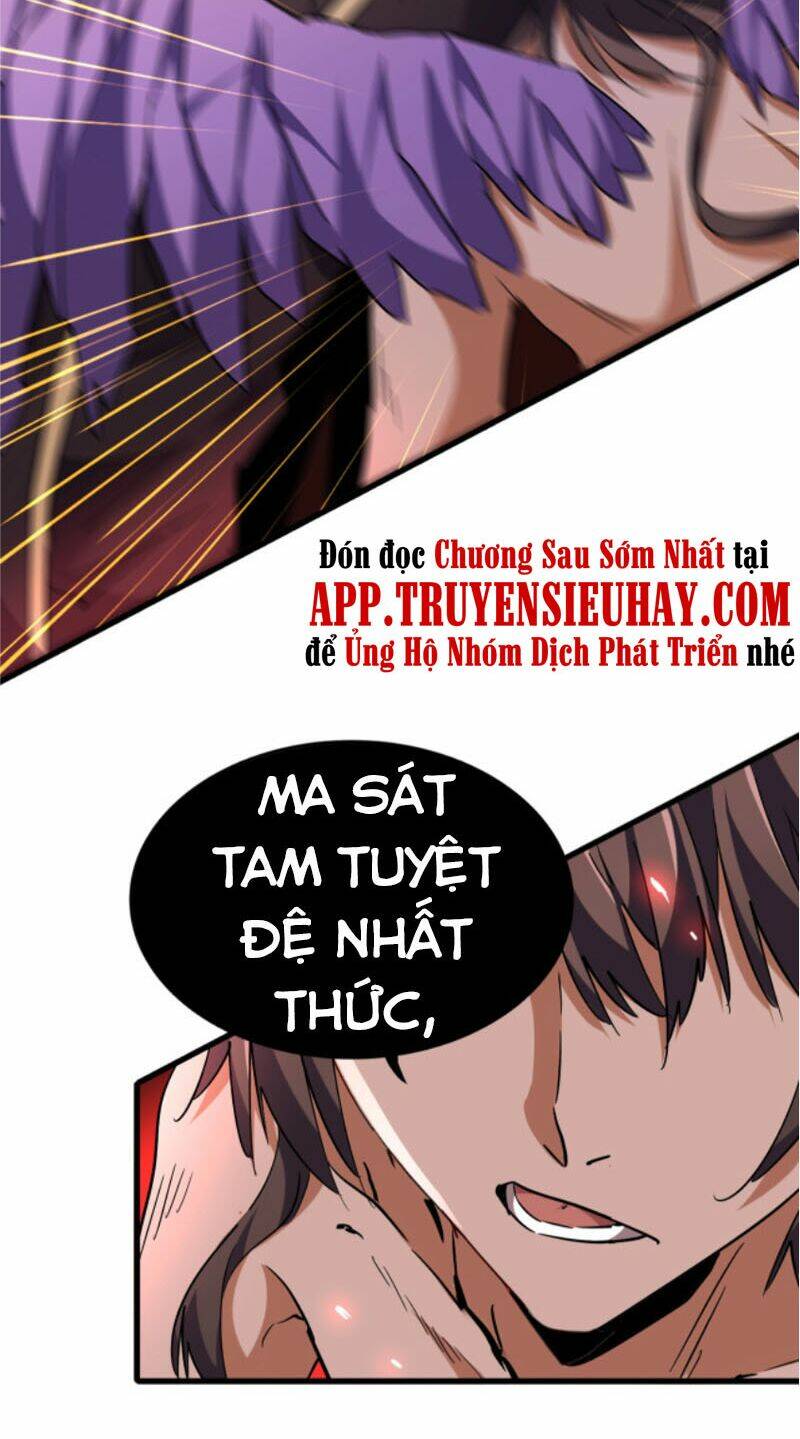 Đón đọc Chương Sau Sớm Nhất tại
APP.TRUYENSIEUHAY.COM
để Ủng Hộ Nhóm Dịch Phát Triển nhé
MA SÁT
TAM TUYỆT
ĐỆ NHẤT
THỨC,